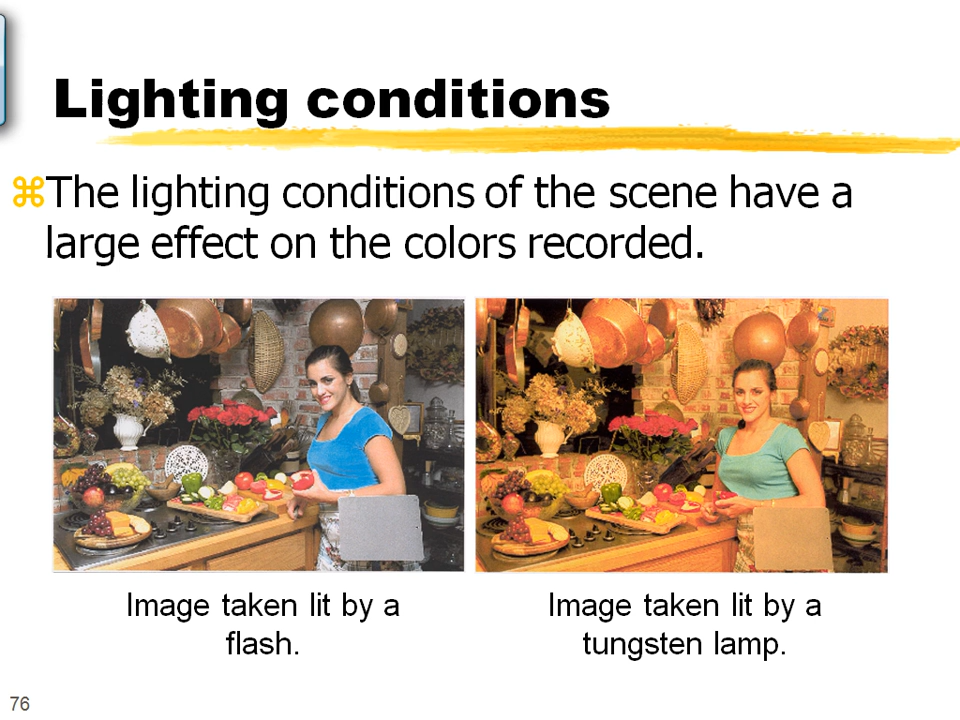 Lighting conditions
The lighting conditions of the scene have a
large effect on the colors recorded.
Image taken lit by a
flash.
Image taken lit by a
tungsten lamp.
76